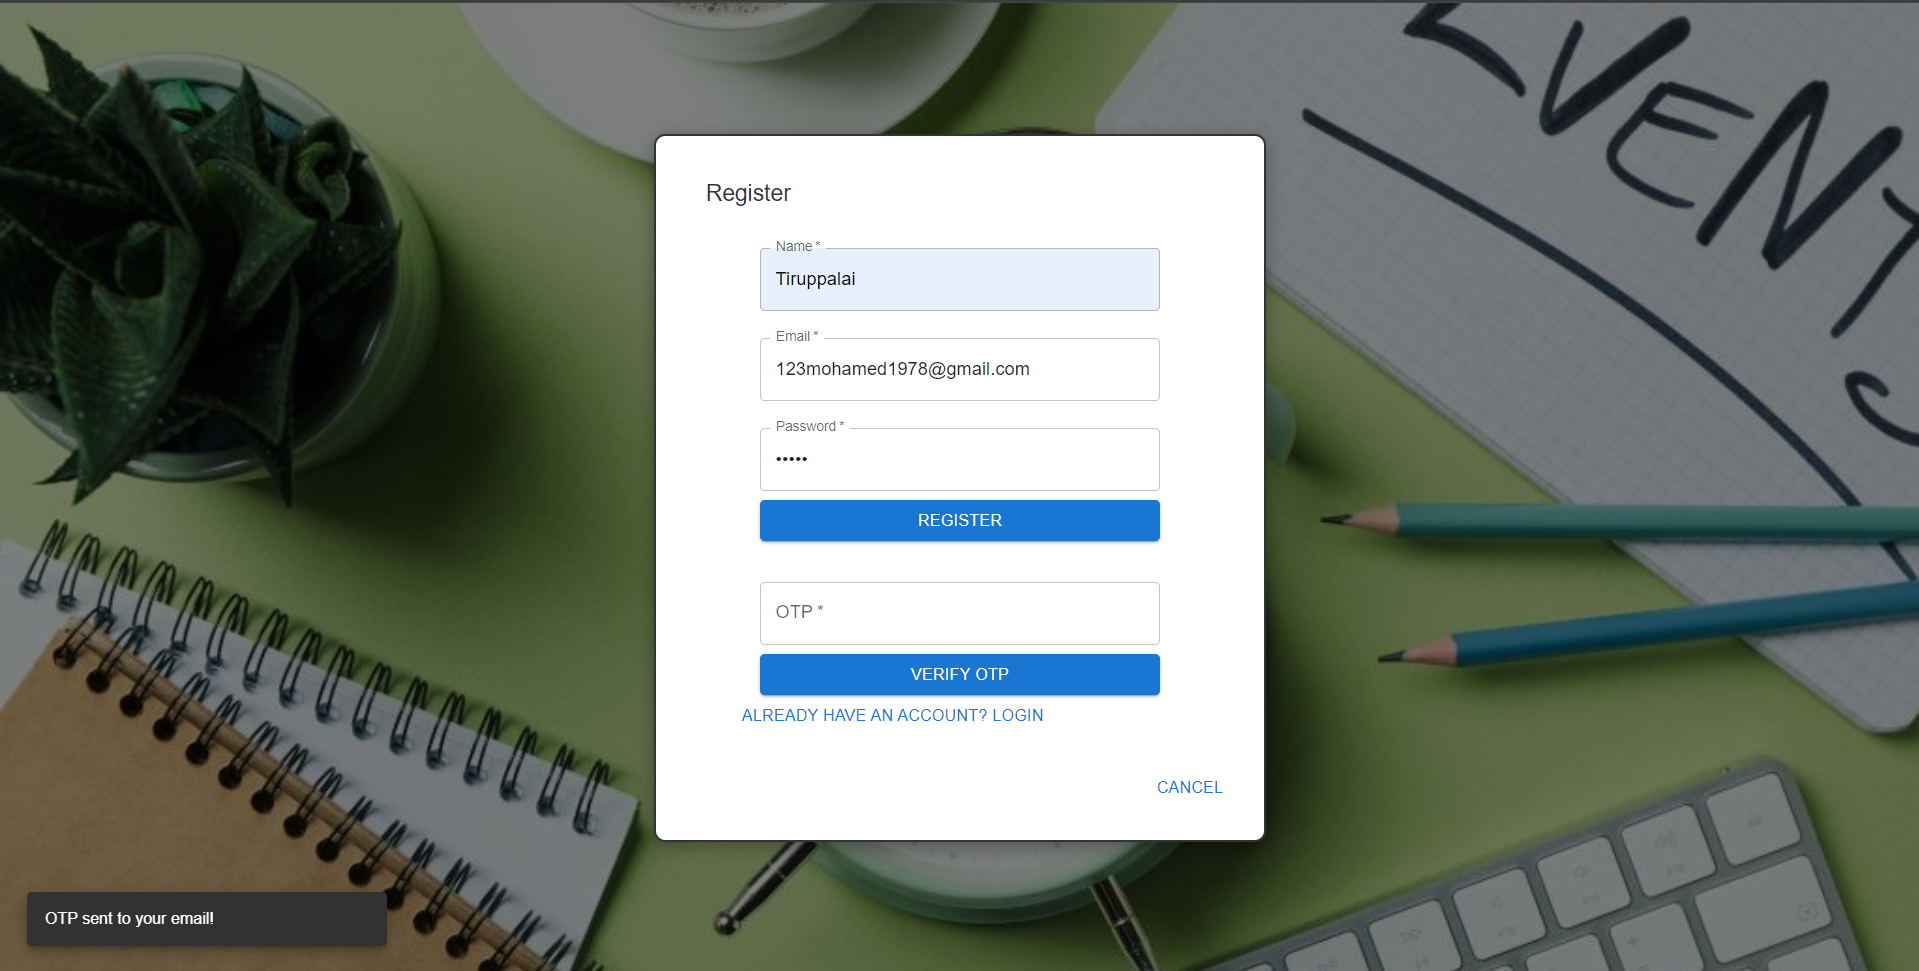 EVENTS
Register
Name *
Tiruppalai
Email *
123mohamed1978@gmail.com
Password *
•••••
REGISTER
OTP *
VERIFY OTP
ALREADY HAVE AN ACCOUNT? LOGIN
CANCEL
OTP sent to your email!